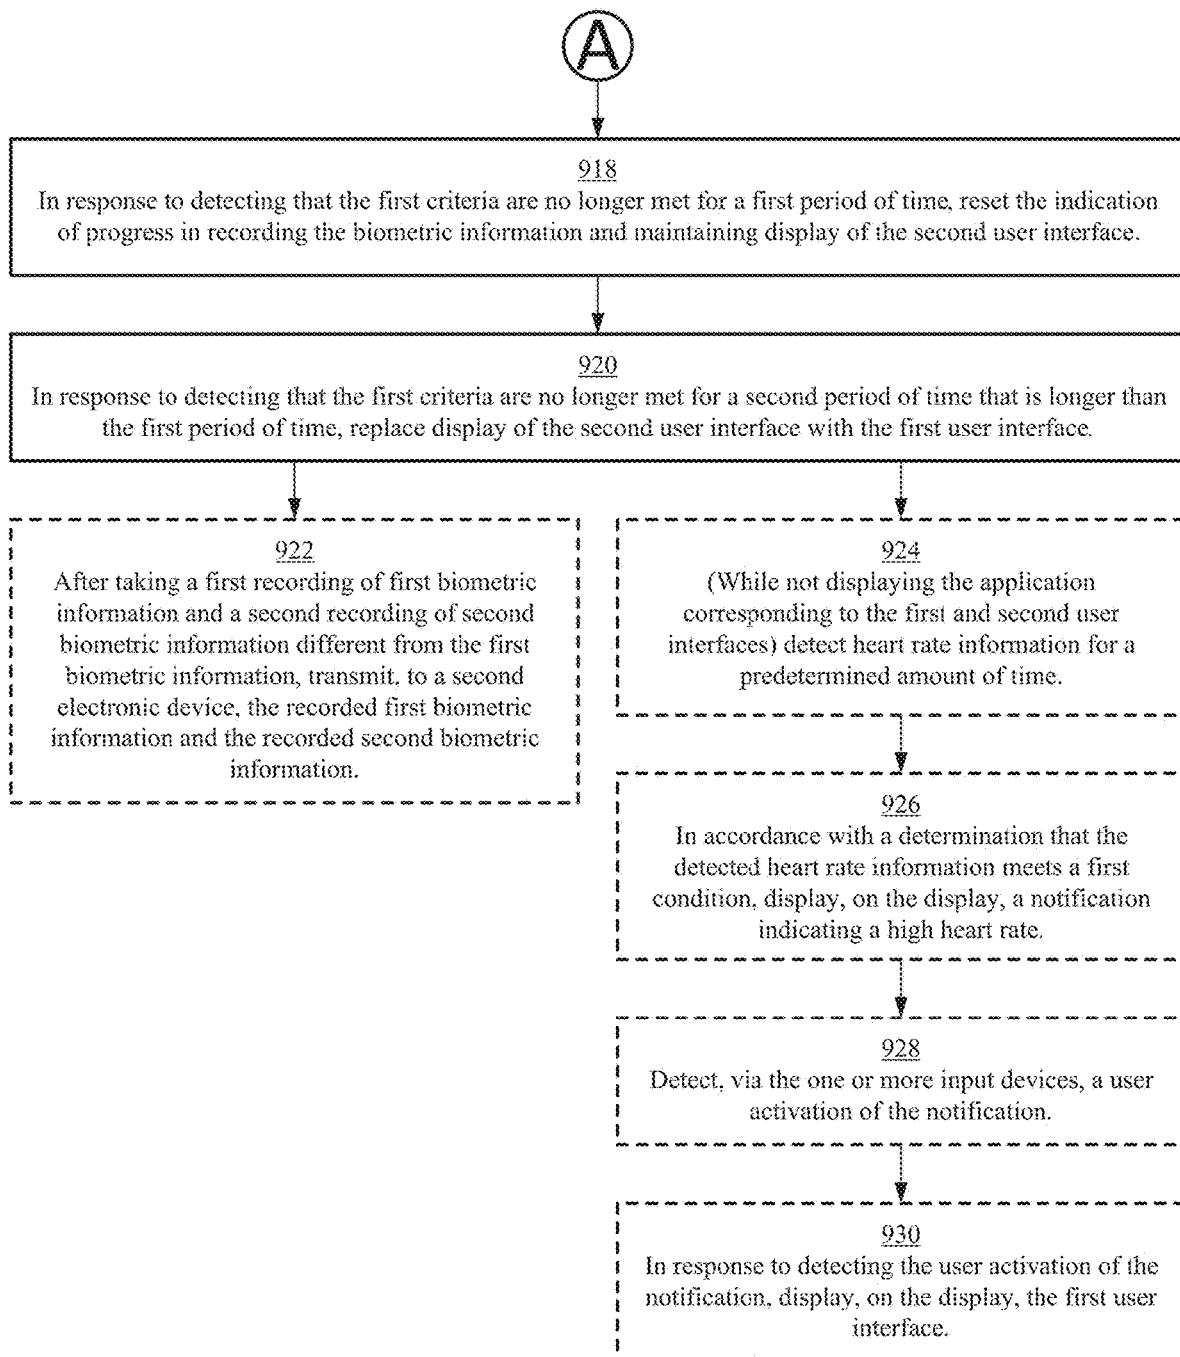 A
918
In response to detecting that the first criteria are no longer met for a first period of time, reset the indication
of progress in recording the biometric information and maintaining display of the second user interface.
920
In response to detecting that the first criteria are no longer met for a second period of time that is longer than
the first period of time, replace display of the second user interface with the first user interface.
922
After taking a first recording of first biometric
information and a second recording of second
biometric information different from the first
biometric information, transmit, to a second
electronic device, the recorded first biometric
information and the recorded second biometric
information.
924
(While not displaying the application
corresponding to the first and second user
interfaces) detect heart rate information for a
predetermined amount of time.
926
In accordance with a determination that the
detected heart rate information meets a first
condition, display, on the display, a notification
indicating a high heart rate.
928
Detect, via the one or more input devices, a user
activation of the notification.
930
In response to detecting the user activation of the
notification, display, on the display, the first user
interface.